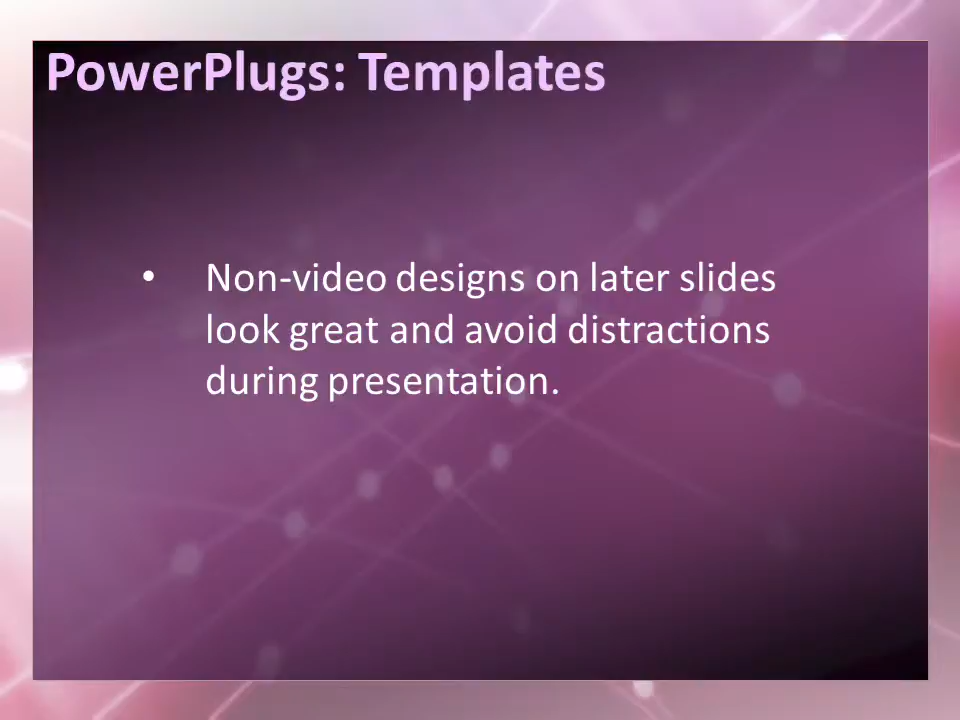 PowerPlugs: Templates
• Non-video designs on later slides
look great and avoid distractions
during presentation.